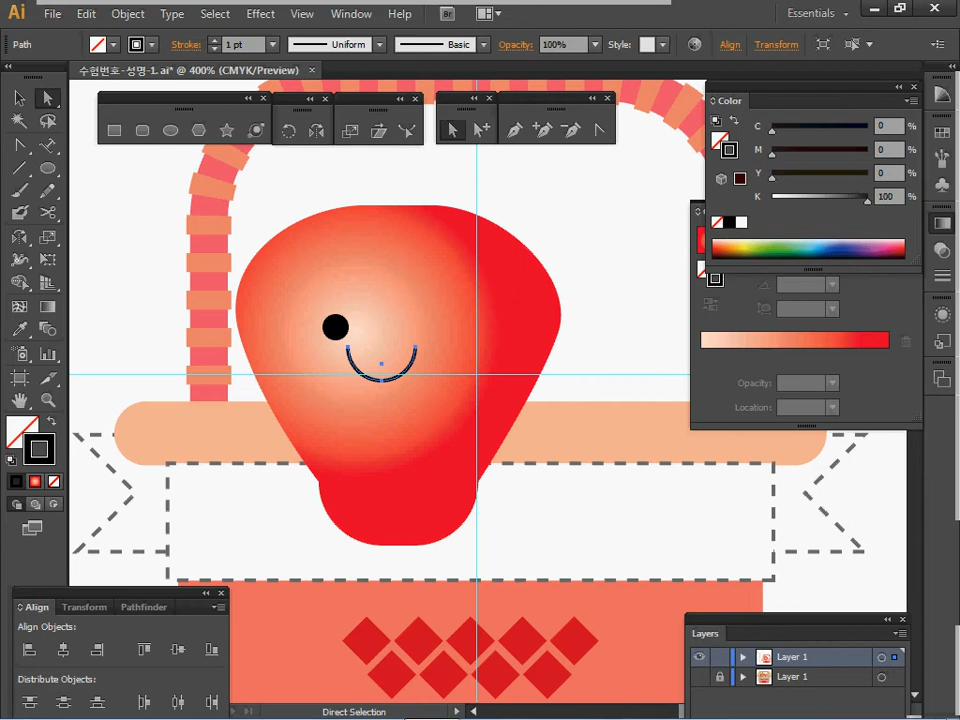 Ai File Edit Object Type Select Effect View Window Help Br Essentials
Path Stroke: 1 pt Uniform Basic Opacity: 100% Style: Align Transform
수험번호-성명-1. ai* @ 400% (CMYK/Preview)
Color
C 0 %
M 0 %
Y 0 %
K 100 %
Opacity:
Location:
Align Transform Pathfinder
Align Objects:
Distribute Objects:
Layers
Layer 1
Layer 1
Direct Selection